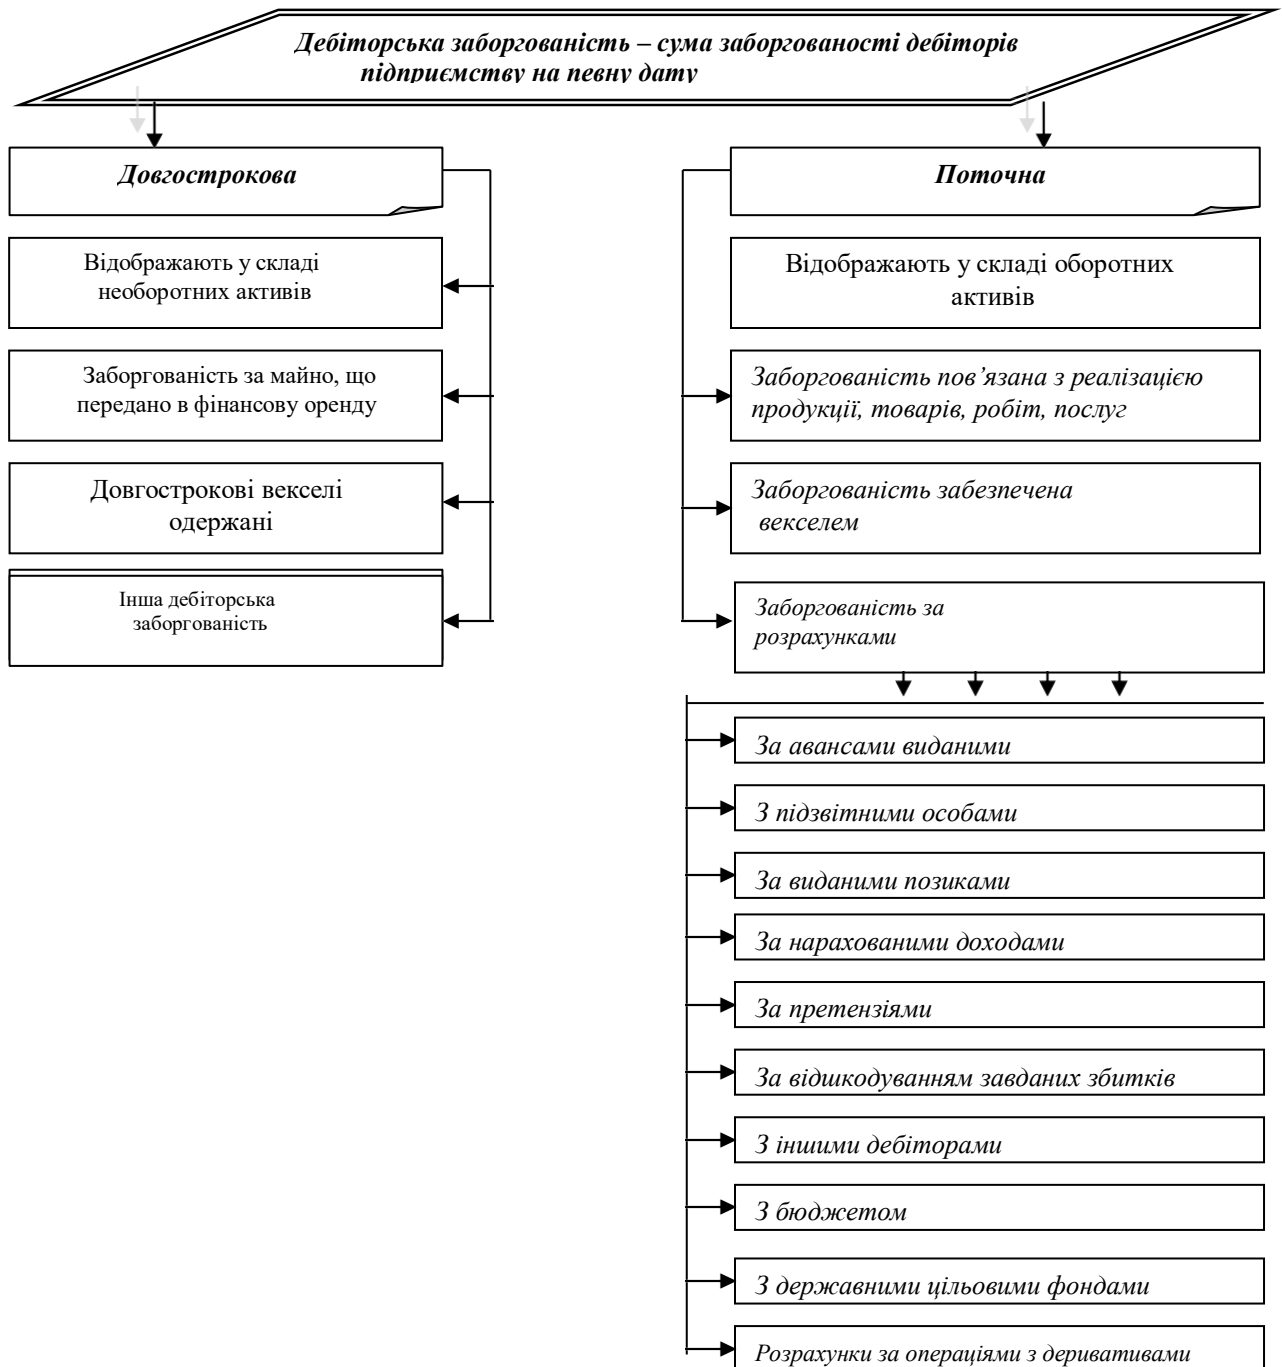 Дебіторська заборгованість – сума заборгованості дебіторів
підприємству на певну дату
Довгострокова
Відображають у складі
необоротних активів
Заборгованість за майно, що
передано в фінансову оренду
Довгострокові векселі
одержані
Інша дебіторська
заборгованість
Поточна
Відображають у складі оборотних
активів
Заборгованість пов’язана з реалізацією
продукції, товарів, робіт, послуг
Заборгованість забезпечена
векселем
Заборгованість за
розрахунками
За авансами виданими
З підзвітними особами
За виданими позиками
За нарахованими доходами
За претензіями
За відшкодуванням завданих збитків
З іншими дебіторами
З бюджетом
З державними цільовими фондами
Розрахунки за операціями з деривативами